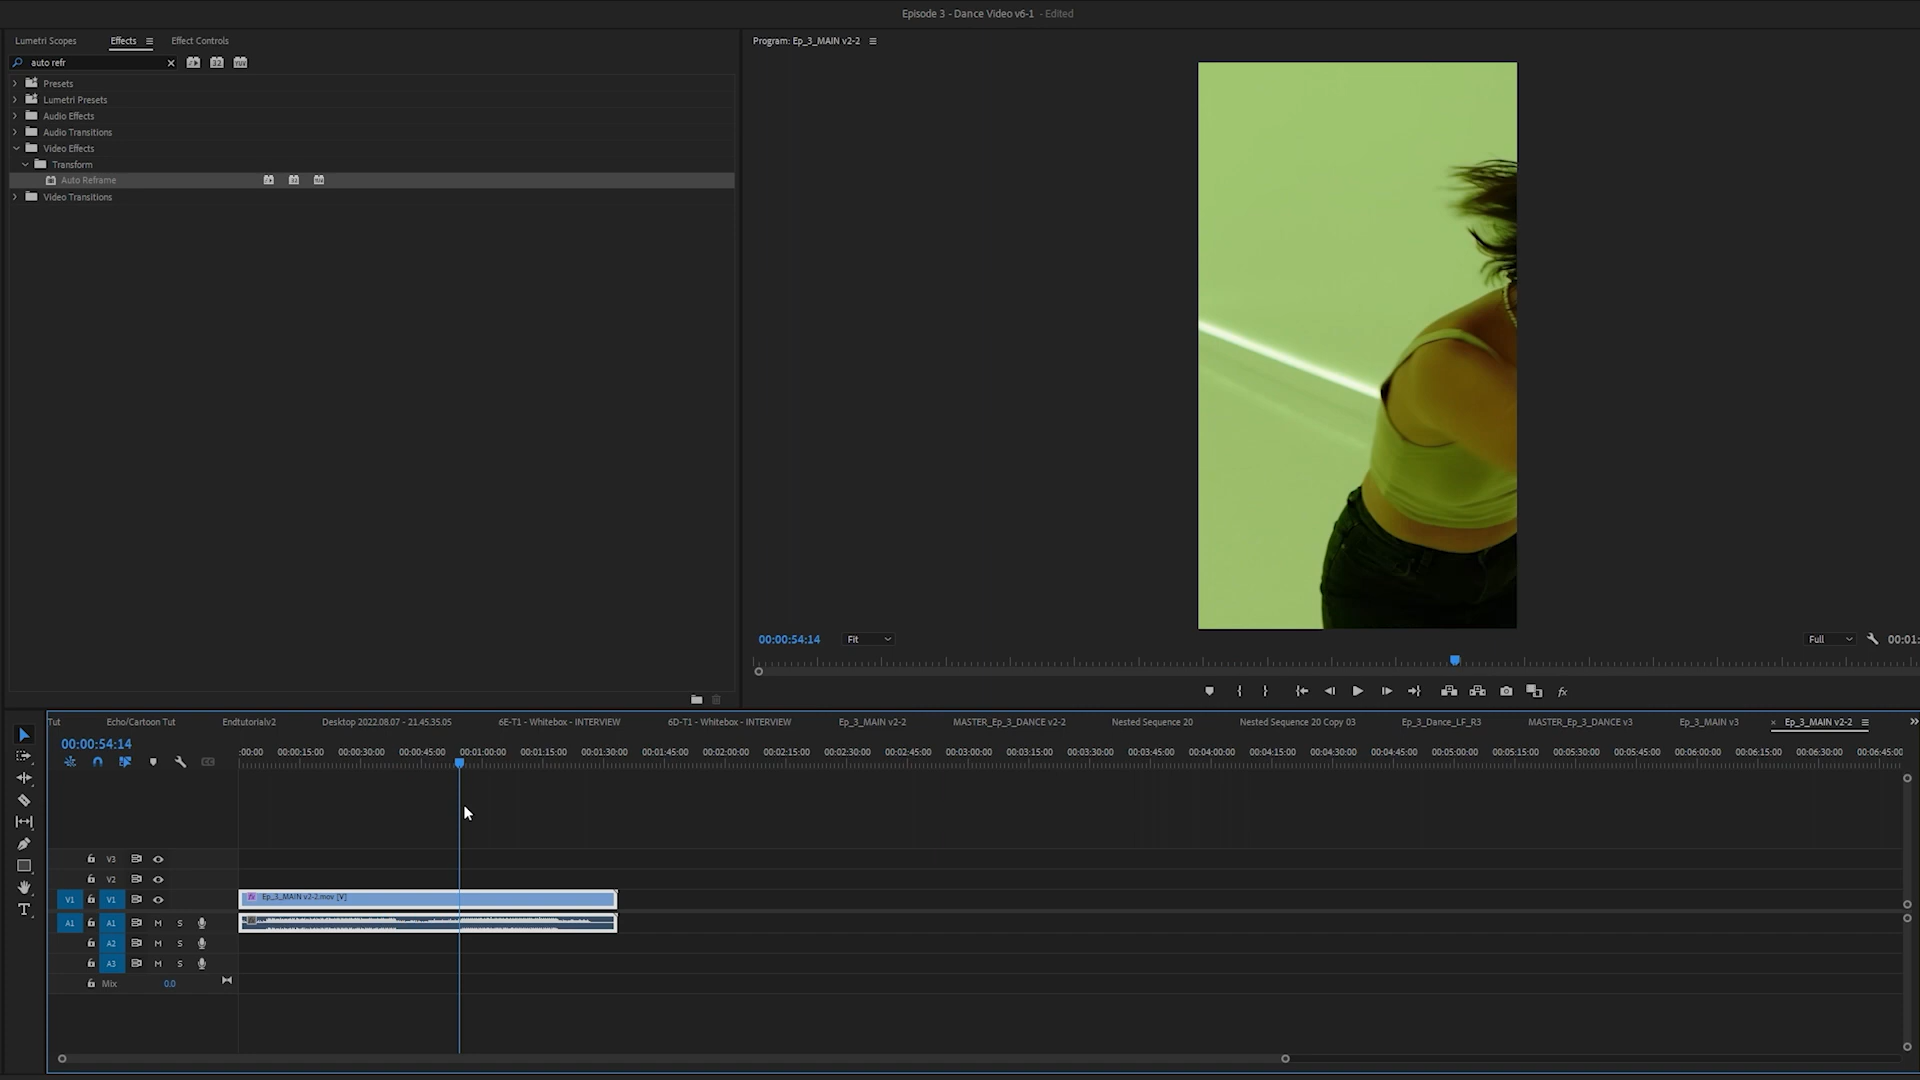 Episode 3 - Dance Video v6-1 - Edited
Lumetri Scopes Effects Effect Controls
Program: Ep_3_MAIN v2-2
auto refr
Presets
Lumetri Presets
Audio Effects
Audio Transitions
Video Effects
Transform
Auto Reframe
Video Transitions
00:00:54:14 Fit Full 00:01:
Tut Echo/Cartoon Tut Endtutorialv2 Desktop 2022.08.07 - 21.45.35.05 6E-T1 - Whitebox - INTERVIEW 6D-T1 - Whitebox - INTERVIEW Ep_3_MAIN v2-2 MASTER_Ep_3_DANCE v2-2 Nested Sequence 20 Nested Sequence 20 Copy 03 Ep_3_Dance_LF_R3 MASTER_Ep_3_DANCE v3 Ep_3_MAIN v3 × Ep_3_MAIN v2-2
00:00:54:14
:00:00 00:00:15:00 00:00:30:00 00:00:45:00 00:01:00:00 00:01:15:00 00:01:30:00 00:01:45:00 00:02:00:00 00:02:15:00 00:02:30:00 00:02:45:00 00:03:00:00 00:03:15:00 00:03:30:00 00:03:45:00 00:04:00:00 00:04:15:00 00:04:30:00 00:04:45:00 00:05:00:00 00:05:15:00 00:05:30:00 00:05:45:00 00:06:00:00 00:06:15:00 00:06:30:00 00:06:45:00
V3
V2
V1 V1 fx Ep_3_MAIN v2-2.mov [V]
A1 A1 M S
A2 M S
A3 M S
Mix 0.0